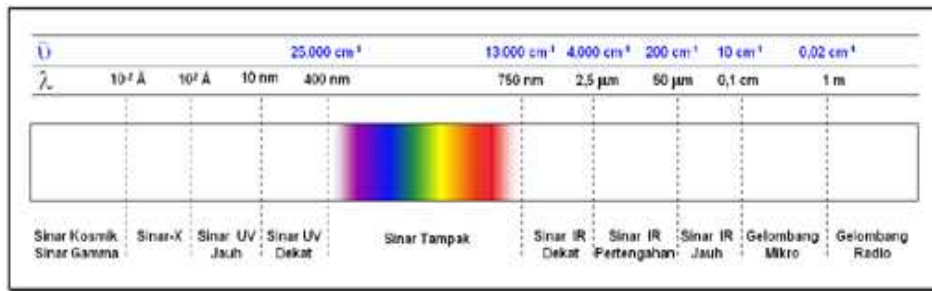 ῡ 25.000 cm⁻¹ 13.000 cm⁻¹ 4.000 cm⁻¹ 200 cm⁻¹ 10 cm⁻¹ 0,02 cm⁻¹
λ 10⁻² Å 10² Å 10 nm 400 nm 750 nm 2,5 µm 50 µm 0,1 cm 1 m
Sinar Kosmik Sinar-X Sinar UV Sinar UV Sinar Tampak Sinar IR Sinar IR Sinar IR Gelombang Gelombang
Sinar Gamma Jauh Dekat Dekat Pertengahan Jauh Mikro Radio